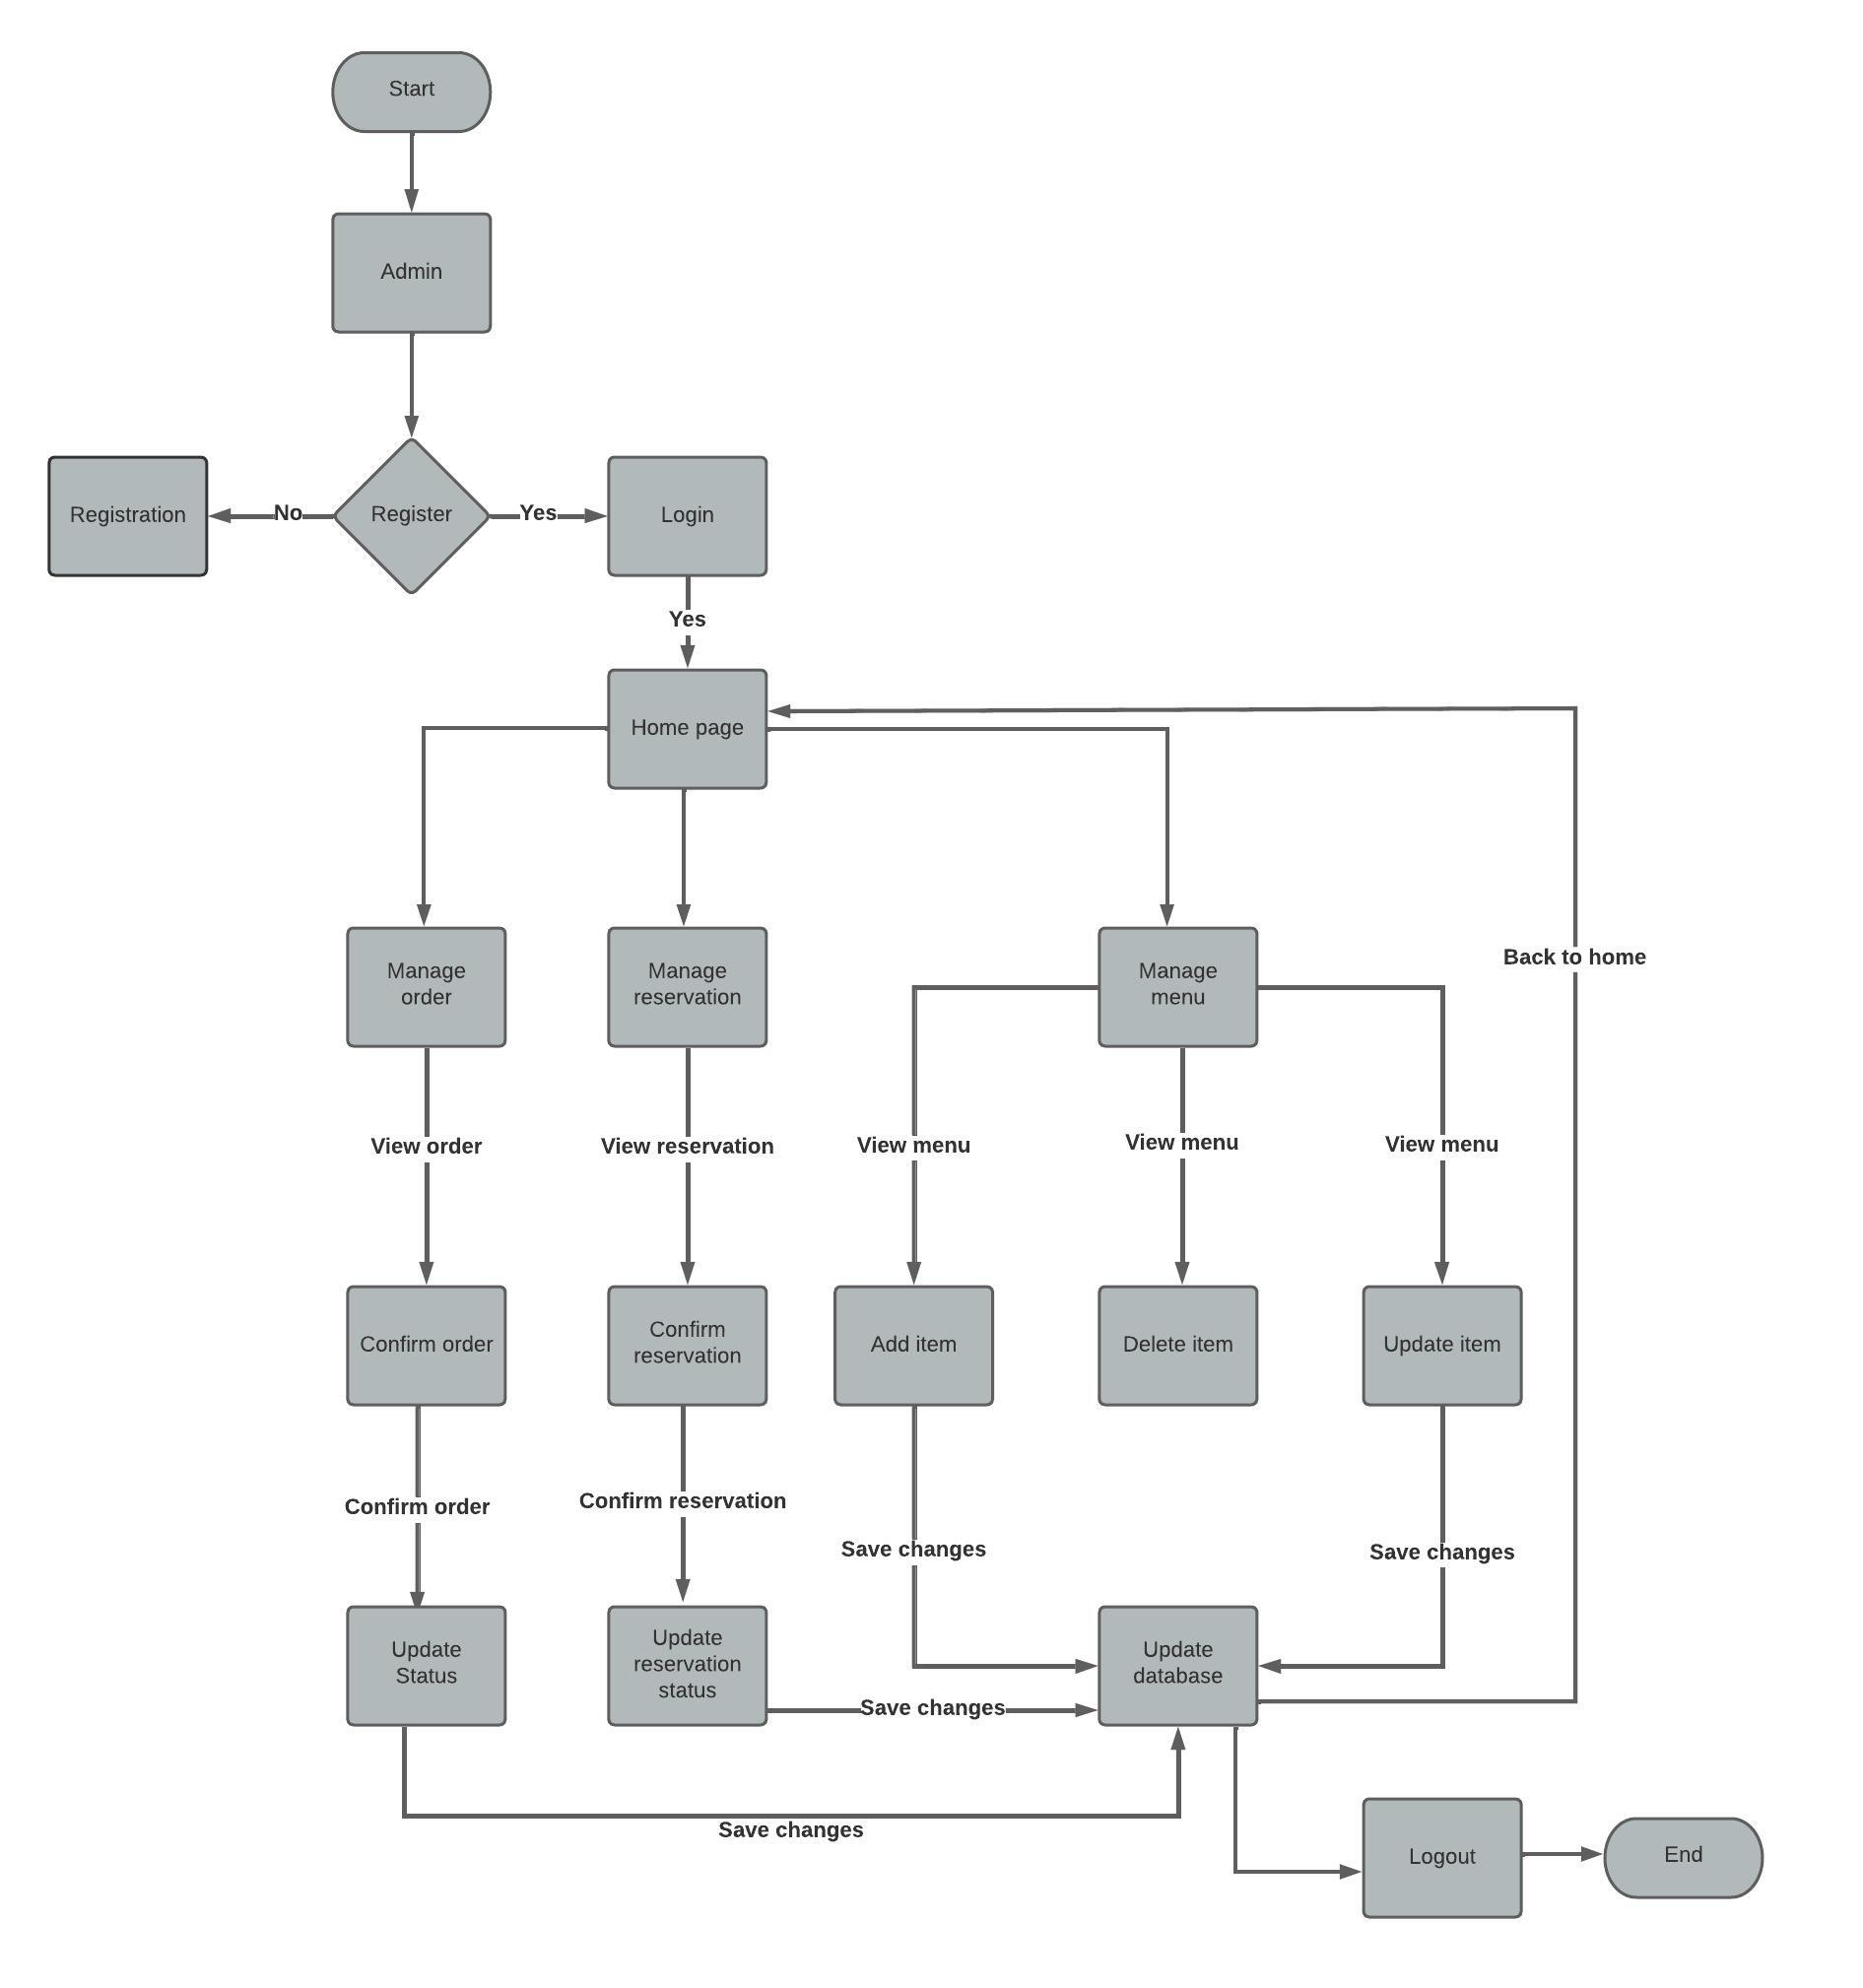 Start
Admin
Registration
No
Register
Yes
Login
Yes
Home page
Back to home
Manage
order
Manage
reservation
Manage
menu
View order
View reservation
View menu
View menu
View menu
Confirm order
Confirm
reservation
Add item
Delete item
Update item
Confirm order
Confirm reservation
Save changes
Save changes
Update
Status
Update
reservation
status
Save changes
Update
database
Save changes
Logout
End